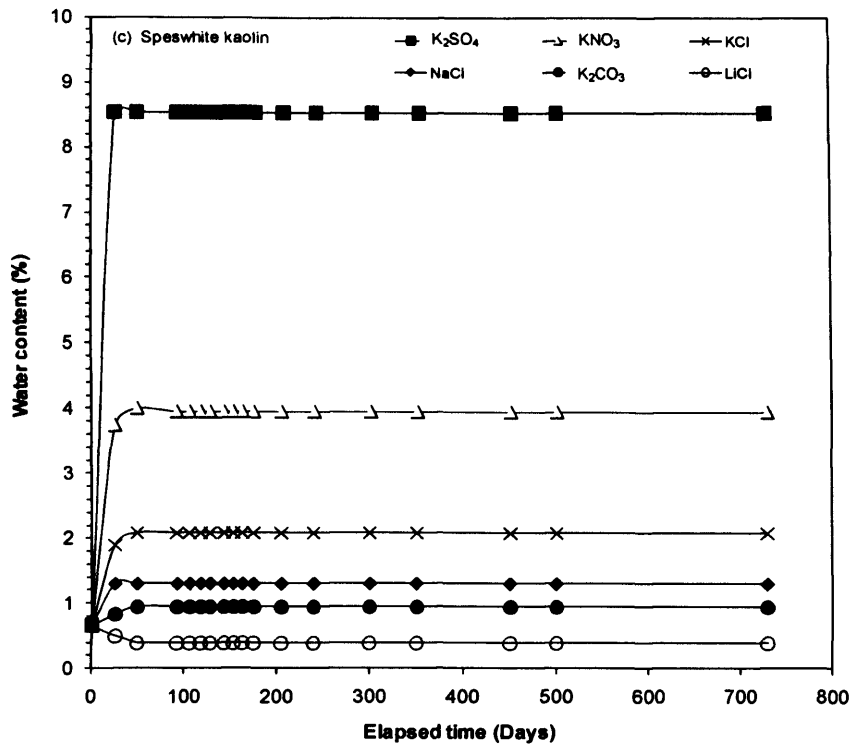 (c) Speswhite kaolin
K₂SO₄ KNO₃ KCl
NaCl K₂CO₃ LiCl
10
9
8
7
6
5
4
3
2
1
0
Water content (%)
0 100 200 300 400 500 600 700 800
Elapsed time (Days)